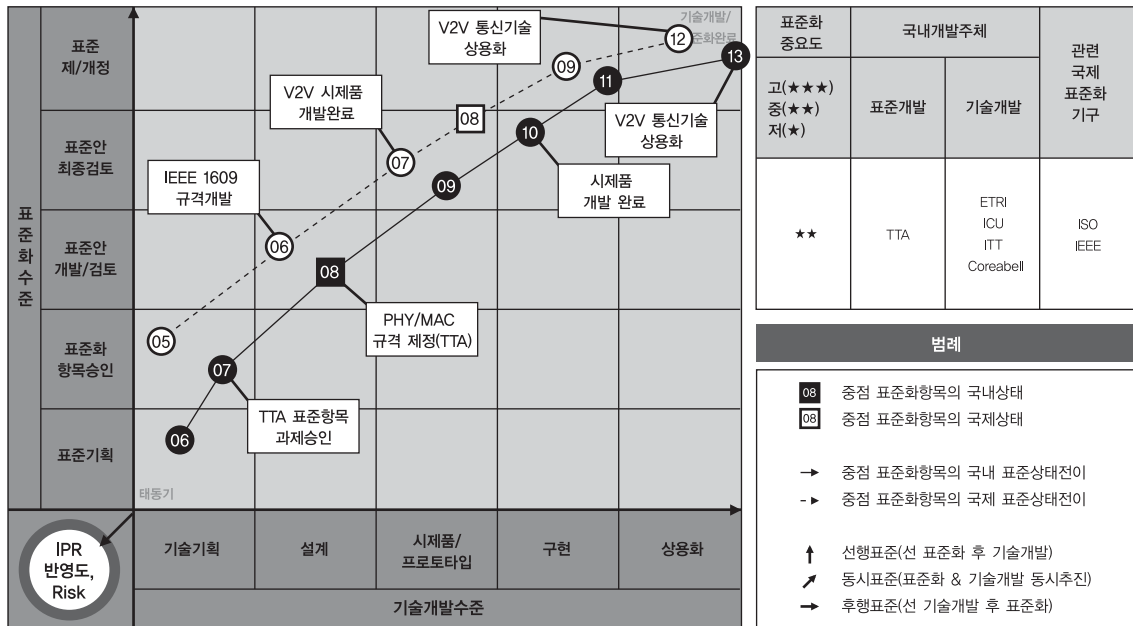 표준화수준
표준
제/개정
표준안
최종검토
표준안
개발/검토
표준화
항목승인
표준기획
기술개발/
준화완료
V2V 통신기술
상용화
12
13
09
11
V2V 시제품
개발완료
08
10
V2V 통신기술
상용화
07
09
시제품
개발 완료
IEEE 1609
규격개발
06
08
PHY/MAC
규격 제정(TTA)
05
07
TTA 표준항목
과제승인
06
태동기
IPR
반영도,
Risk
기술기획
설계
시제품/
프로토타입
구현
상용화
기술개발수준
표준화
중요도
국내개발주체
관련
국제
표준화
기구
고(★★★)
중(★★)
저(★)
표준개발
기술개발
★★
TTA
ETRI
ICU
ITT
Coreabell
ISO
IEEE
범례
08 중점 표준화항목의 국내상태
08 중점 표준화항목의 국제상태
→ 중점 표준화항목의 국내 표준상태전이
-► 중점 표준화항목의 국제 표준상태전이
↑ 선행표준(선 표준화 후 기술개발)
↗ 동시표준(표준화 & 기술개발 동시추진)
→ 후행표준(선 기술개발 후 표준화)